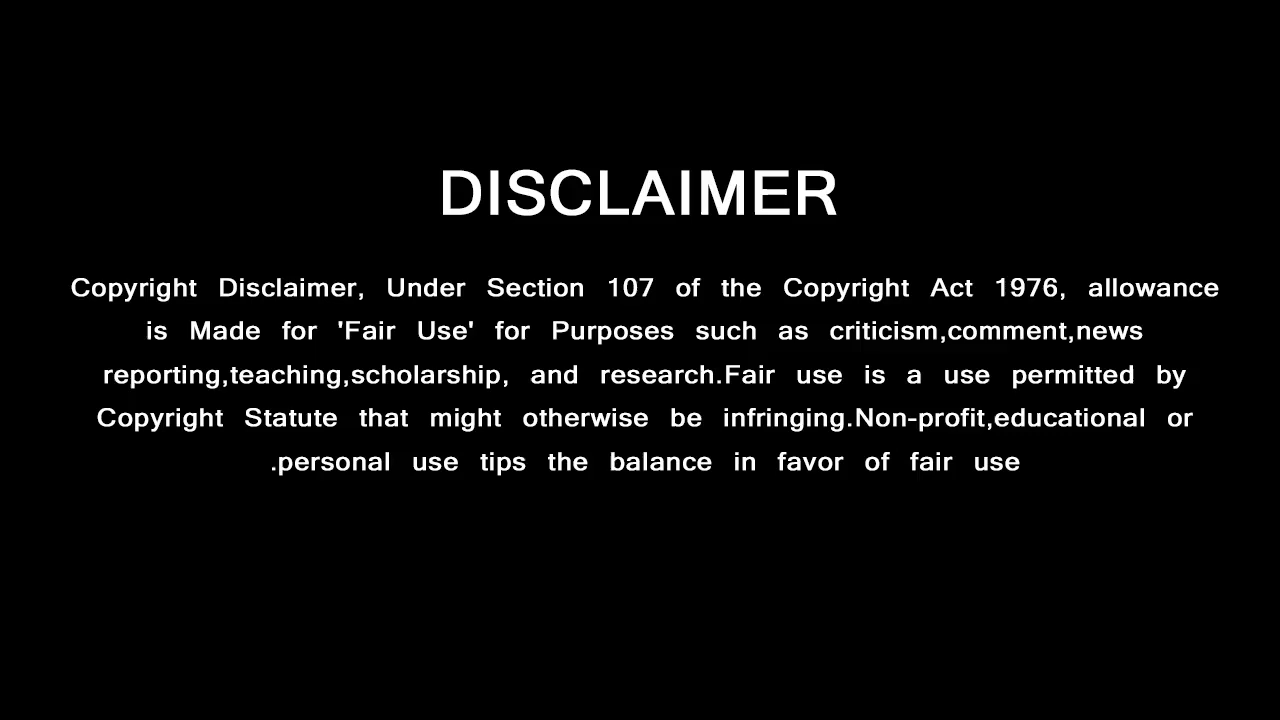 DISCLAIMER
Copyright Disclaimer, Under Section 107 of the Copyright Act 1976, allowance
is Made for 'Fair Use' for Purposes such as criticism,comment,news
reporting,teaching,scholarship, and research.Fair use is a use permitted by
Copyright Statute that might otherwise be infringing.Non-profit,educational or
.personal use tips the balance in favor of fair use